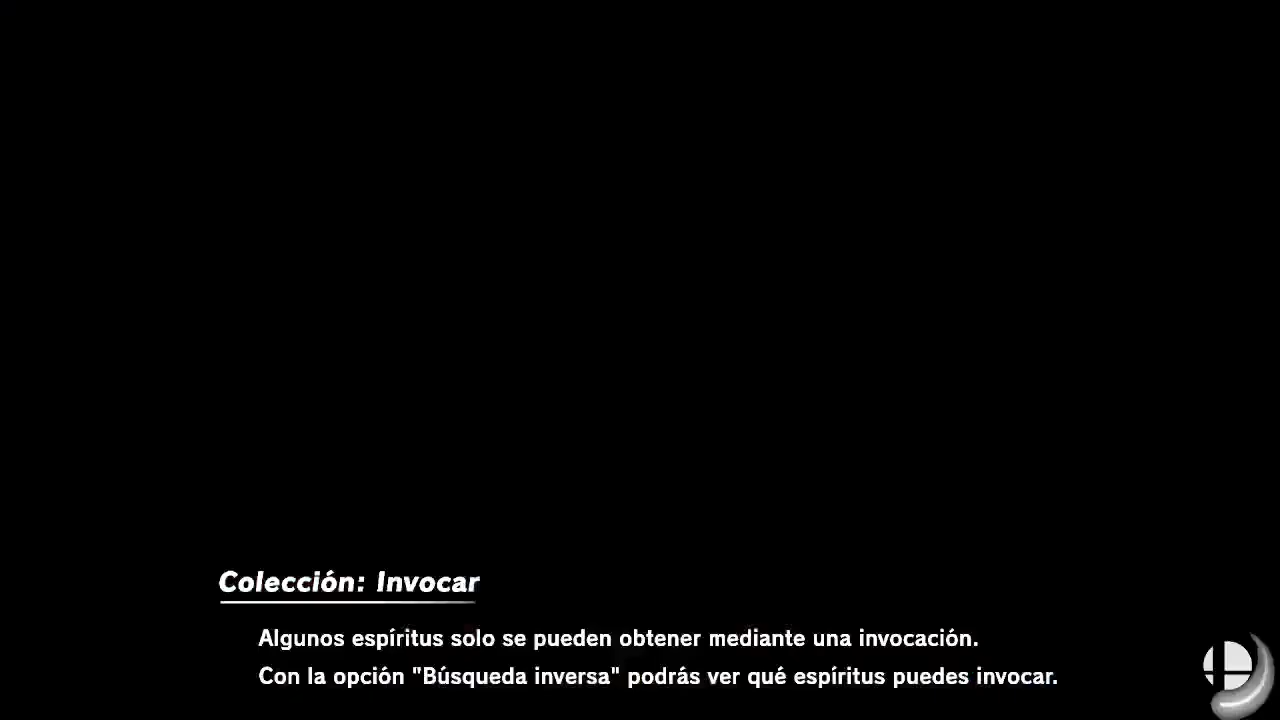 Colección: Invocar
Algunos espíritus solo se pueden obtener mediante una invocación.
Con la opción "Búsqueda inversa" podrás ver qué espíritus puedes invocar.